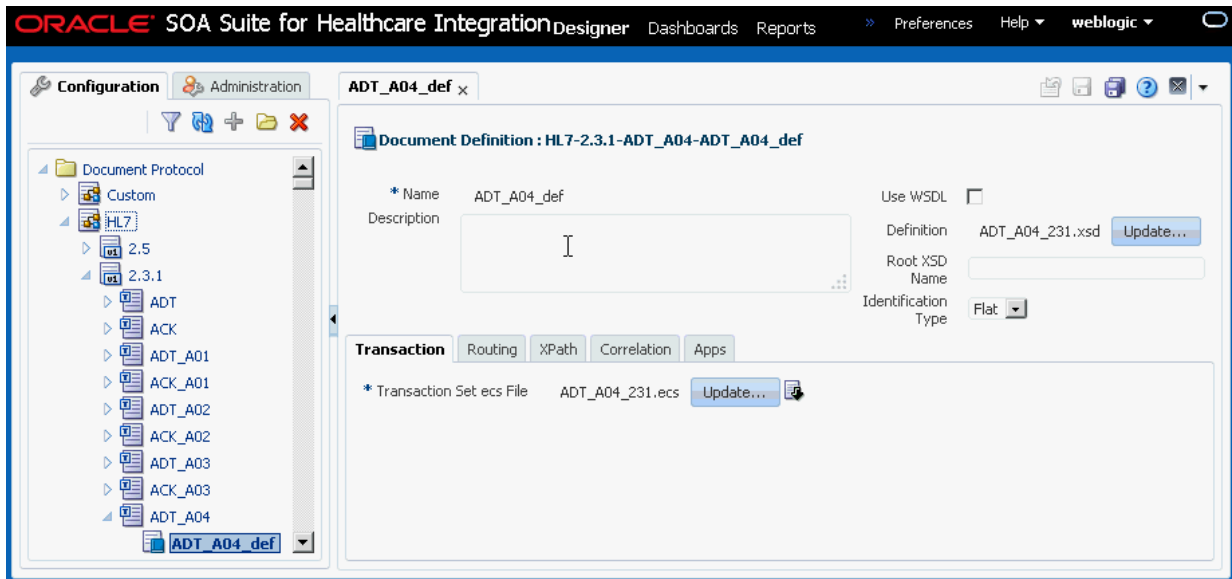 ORACLE SOA Suite for Healthcare Integration Designer Dashboards Reports » Preferences Help weblogic
Configuration
Administration
Document Protocol
Custom
HL7
2.5
2.3.1
ADT
ACK
ADT_A01
ACK_A01
ADT_A02
ACK_A02
ADT_A03
ACK_A03
ADT_A04
ADT_A04_def
ADT_A04_def x
Document Definition : HL7-2.3.1-ADT_A04-ADT_A04_def
* Name ADT_A04_def
Description
Use WSDL
Definition ADT_A04_231.xsd Update...
Root XSD
Name
Identification
Type Flat
Transaction Routing XPath Correlation Apps
* Transaction Set ecs File ADT_A04_231.ecs Update...